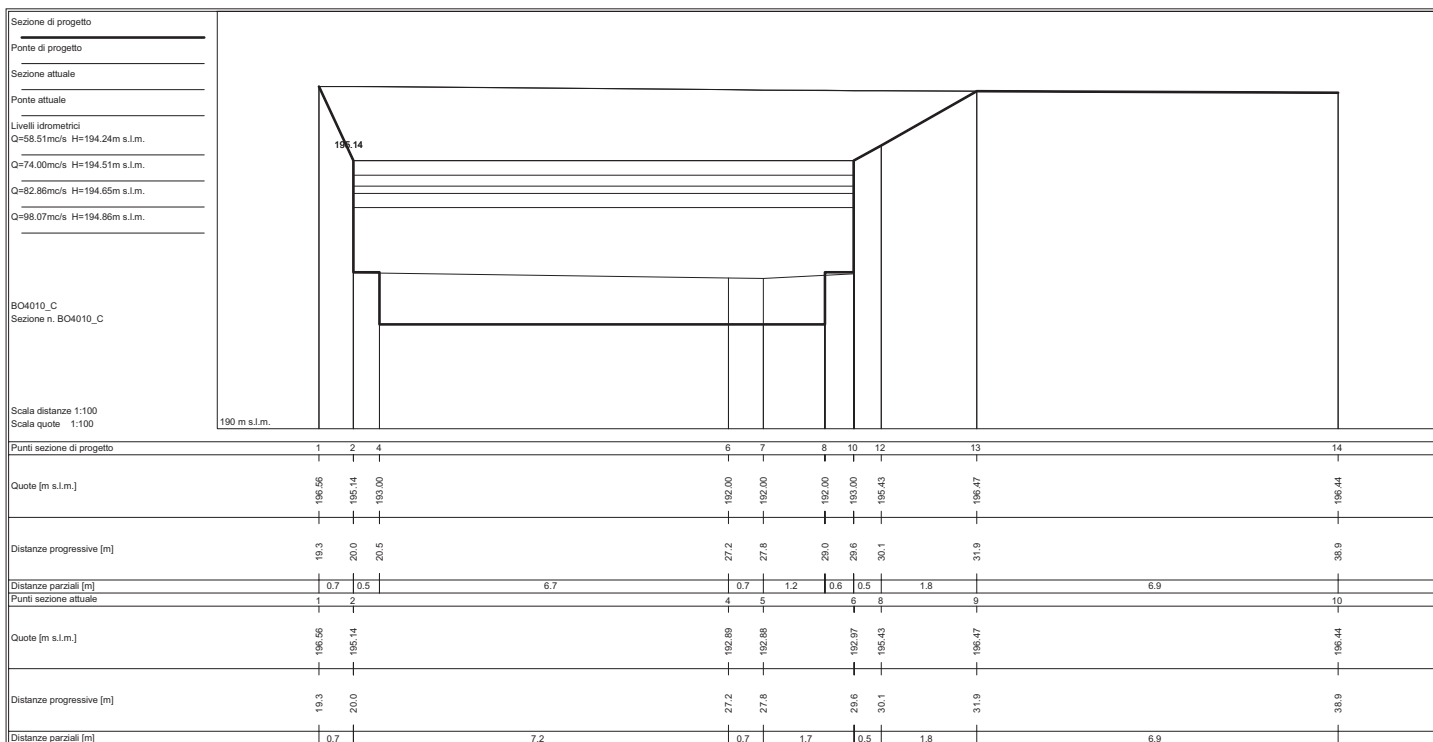 Sezione di progetto
Ponte di progetto
Sezione attuale
Ponte attuale
Livelli idrometrici
Q=58.51mc/s H=194.24m s.l.m.
Q=74.00mc/s H=194.51m s.l.m.
Q=82.86mc/s H=194.65m s.l.m.
Q=98.07mc/s H=194.86m s.l.m.
195.14
BO4010_C
Sezione n. BO4010_C
Scala distanze 1:100
Scala quote 1:100
190 m s.l.m.
Punti sezione di progetto 1 2 4 6 7 8 10 12 13 14
Quote [m s.l.m.] 196.56 195.14 193.00 192.00 192.00 192.00 193.00 195.43 196.47 196.44
Distanze progressive [m] 19.3 20.0 20.5 27.2 27.8 29.0 29.6 30.1 31.9 38.9
Distanze parziali [m] 0.7 0.5 6.7 0.7 1.2 0.6 0.5 1.8 6.9
Punti sezione attuale 1 2 4 5 6 8 9 10
Quote [m s.l.m.] 196.56 195.14 192.89 192.88 192.97 195.43 196.47 196.44
Distanze progressive [m] 19.3 20.0 27.2 27.8 29.6 30.1 31.9 38.9
Distanze parziali [m] 0.7 7.2 0.7 1.7 0.5 1.8 6.9